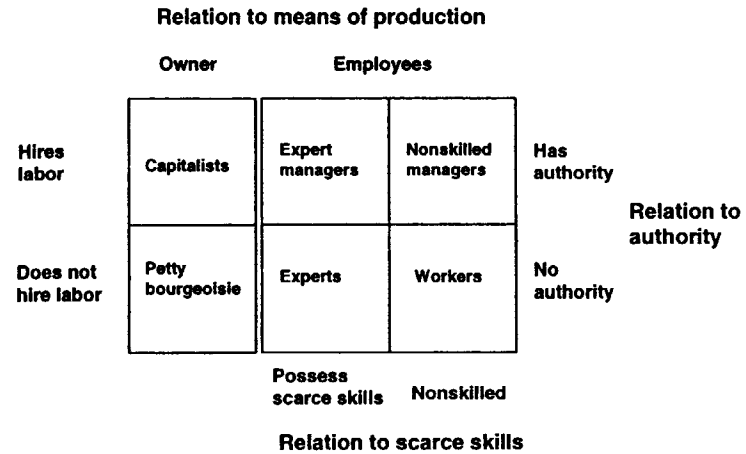 Relation to means of production
Owner
Employees
Hires
labor
Capitalists
Expert
managers
Nonskilled
managers
Has
authority
Relation to
authority
Does not
hire labor
Petty
bourgeoisie
Experts
Workers
No
authority
Possess
scarce skills
Nonskilled
Relation to scarce skills